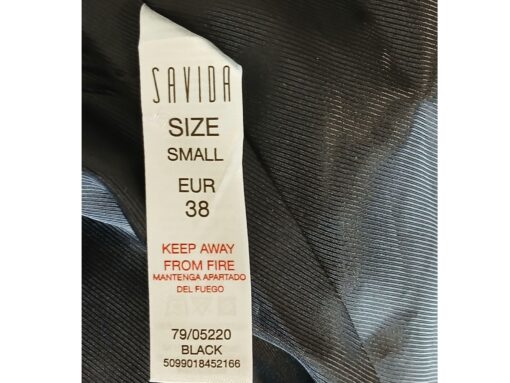 SAVIDA
SIZE
SMALL
EUR
38
KEEP AWAY
FROM FIRE
MANTENGA APARTADO
DEL FUEGO
79/05220
BLACK
5099018452166